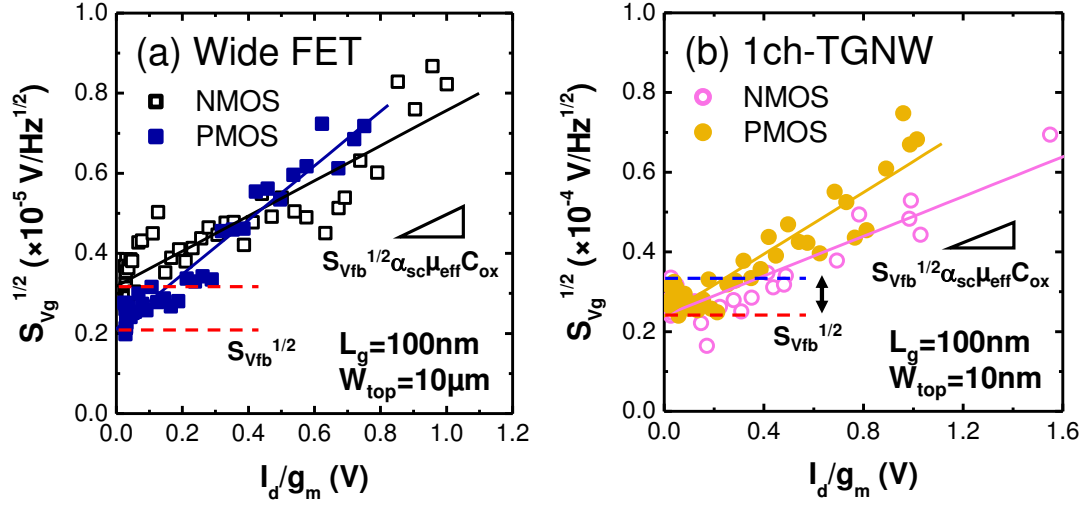 (a) Wide FET
NMOS
PMOS
S_Vfb^1/2 α_sc μ_eff C_ox
S_Vfb^1/2
L_g=100nm
W_top=10μm
S_Vg^1/2 (×10^-5 V/Hz^1/2)
1.0
0.8
0.6
0.4
0.2
0.0
0.0 0.2 0.4 0.6 0.8 1.0 1.2
I_d/g_m (V)
(b) 1ch-TGNW
NMOS
PMOS
S_Vfb^1/2 α_sc μ_eff C_ox
S_Vfb^1/2
L_g=100nm
W_top=10nm
S_Vg^1/2 (×10^-4 V/Hz^1/2)
1.0
0.8
0.6
0.4
0.2
0.0
0.0 0.4 0.8 1.2 1.6
I_d/g_m (V)